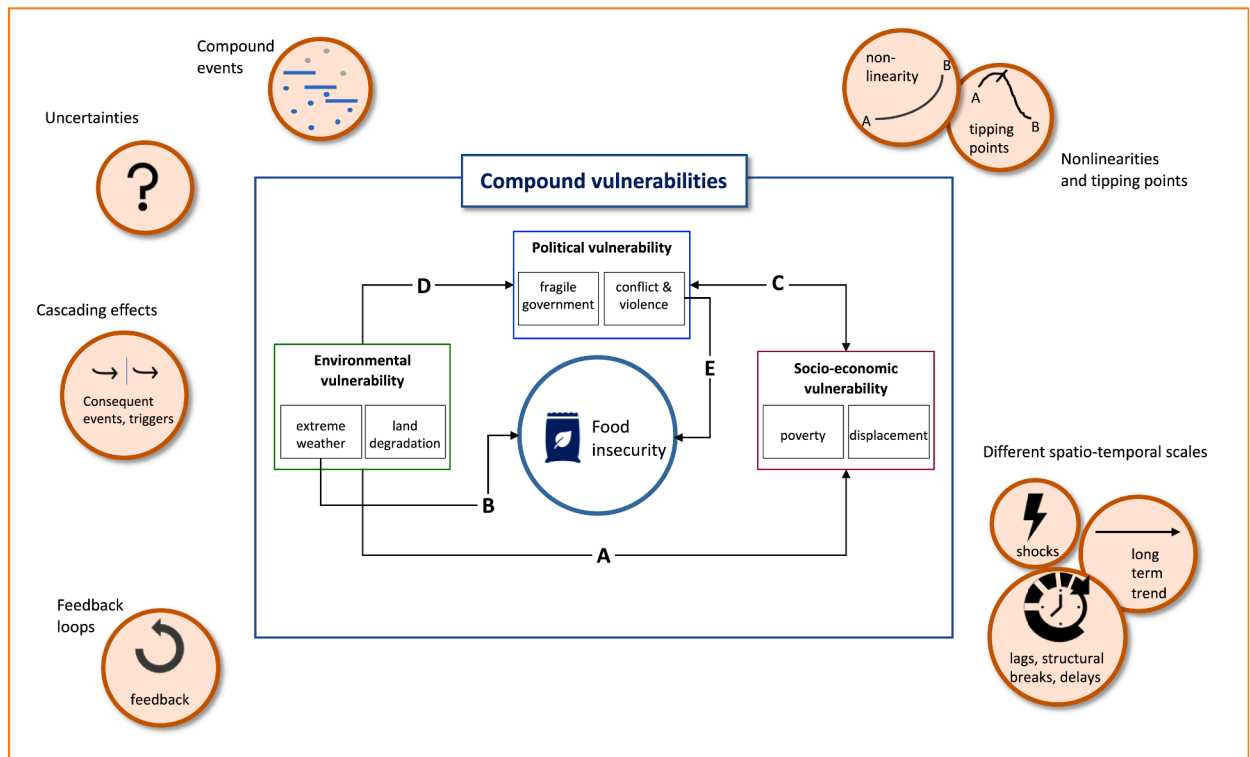 Compound
events
Uncertainties
Cascading effects
Consequent
events, triggers
Feedback
loops
feedback
non-
linearity
A
B
A
B
tipping
points
Nonlinearities
and tipping points
Compound vulnerabilities
Political vulnerability
fragile
government
conflict &
violence
D
C
E
Environmental
vulnerability
extreme
weather
land
degradation
Food
insecurity
Socio-economic
vulnerability
poverty
displacement
B
A
Different spatio-temporal scales
shocks
long
term
trend
lags, structural
breaks, delays